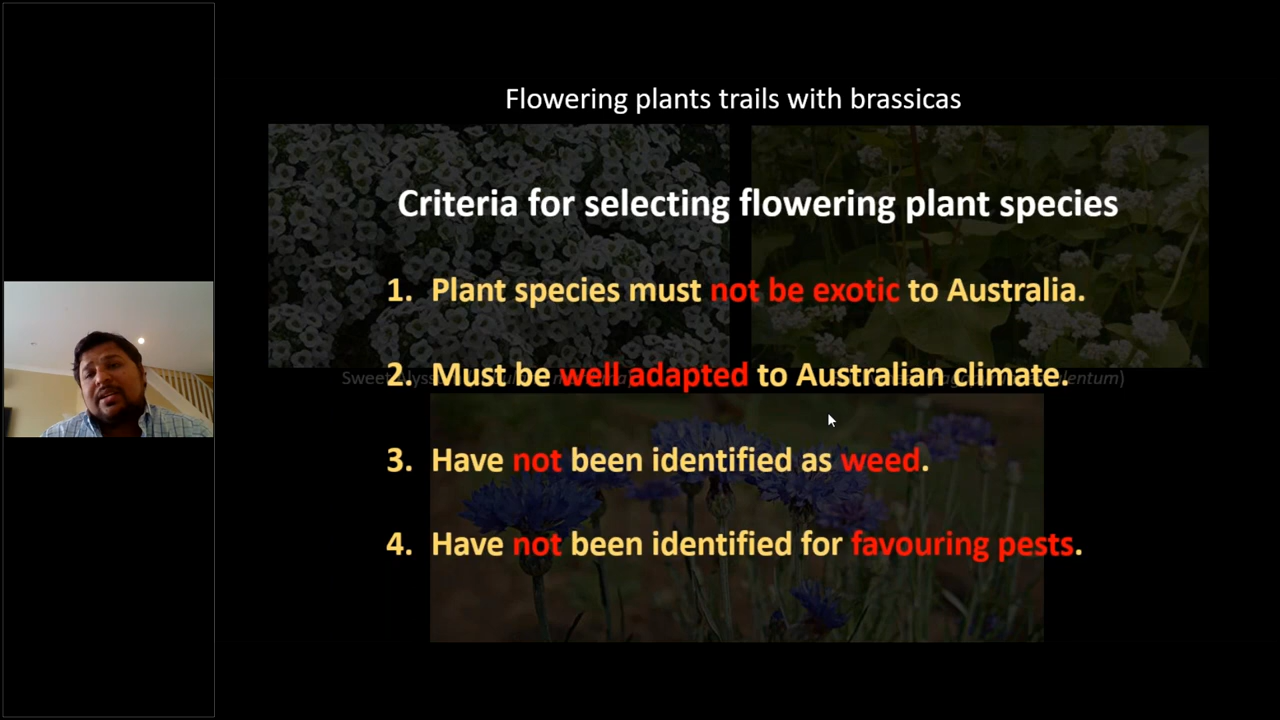 Flowering plants trails with brassicas
Criteria for selecting flowering plant species
1. Plant species must not be exotic to Australia.
2. Must be well adapted to Australian climate.
3. Have not been identified as weed.
4. Have not been identified for favouring pests.